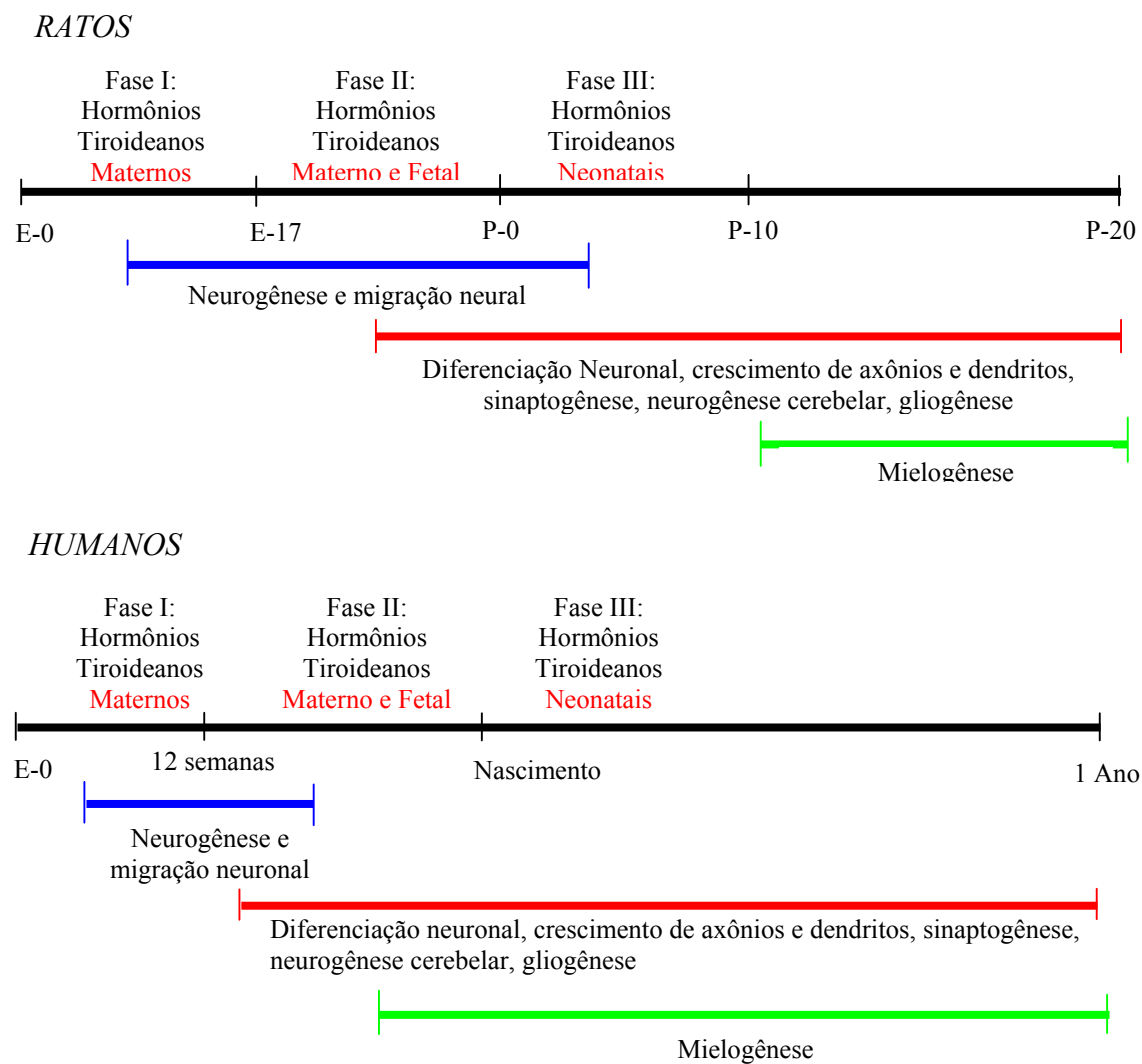 RATOS
Fase I:
Hormônios
Tiroideanos
Maternos
Fase II:
Hormônios
Tiroideanos
Materno e Fetal
Fase III:
Hormônios
Tiroideanos
Neonatais
E-0
E-17
P-0
P-10
P-20
Neurogênese e migração neural
Diferenciação Neuronal, crescimento de axônios e dendritos,
sinaptogênese, neurogênese cerebelar, gliogênese
Mielogênese
HUMANOS
Fase I:
Hormônios
Tiroideanos
Maternos
Fase II:
Hormônios
Tiroideanos
Materno e Fetal
Fase III:
Hormônios
Tiroideanos
Neonatais
E-0
12 semanas
Nascimento
1 Ano
Neurogênese e
migração neuronal
Diferenciação neuronal, crescimento de axônios e dendritos, sinaptogênese,
neurogênese cerebelar, gliogênese
Mielogênese